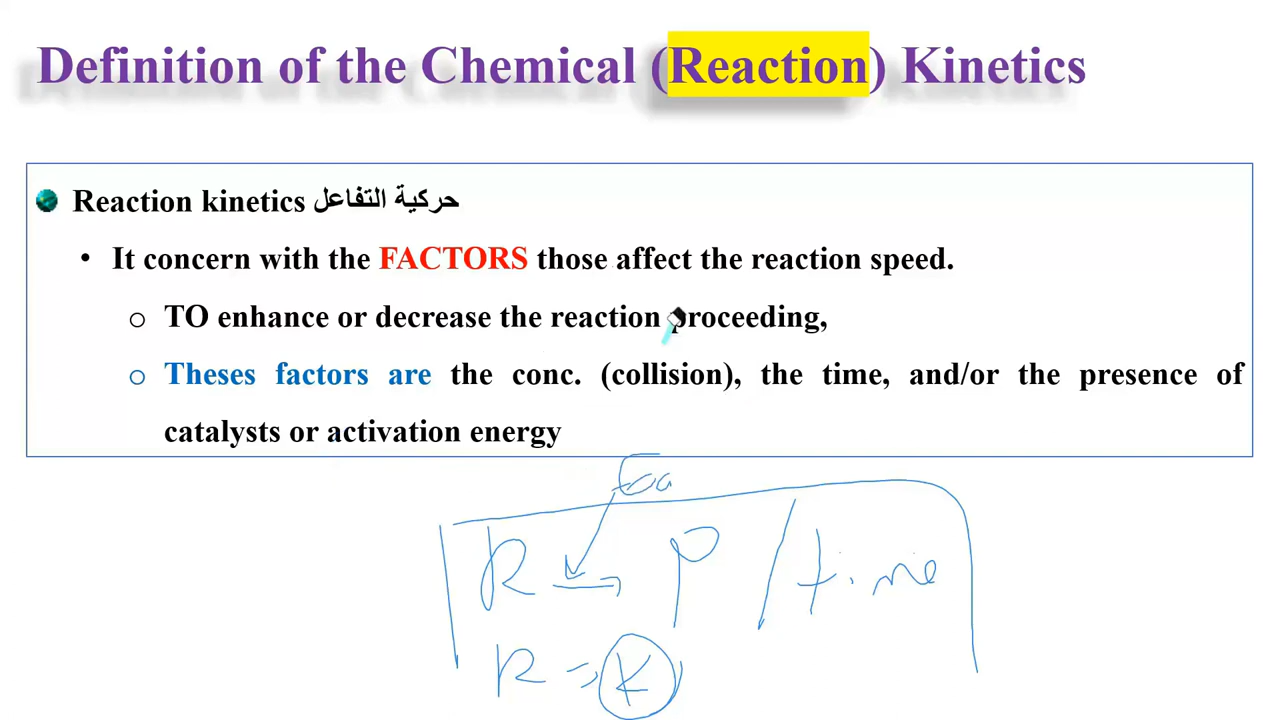 Definition of the Chemical (Reaction) Kinetics
Reaction kinetics حركية التفاعل
• It concern with the FACTORS those affect the reaction speed.
o TO enhance or decrease the reaction proceeding,
o Theses factors are the conc. (collision), the time, and/or the presence of
catalysts or activation energy
R → P / time
R = K